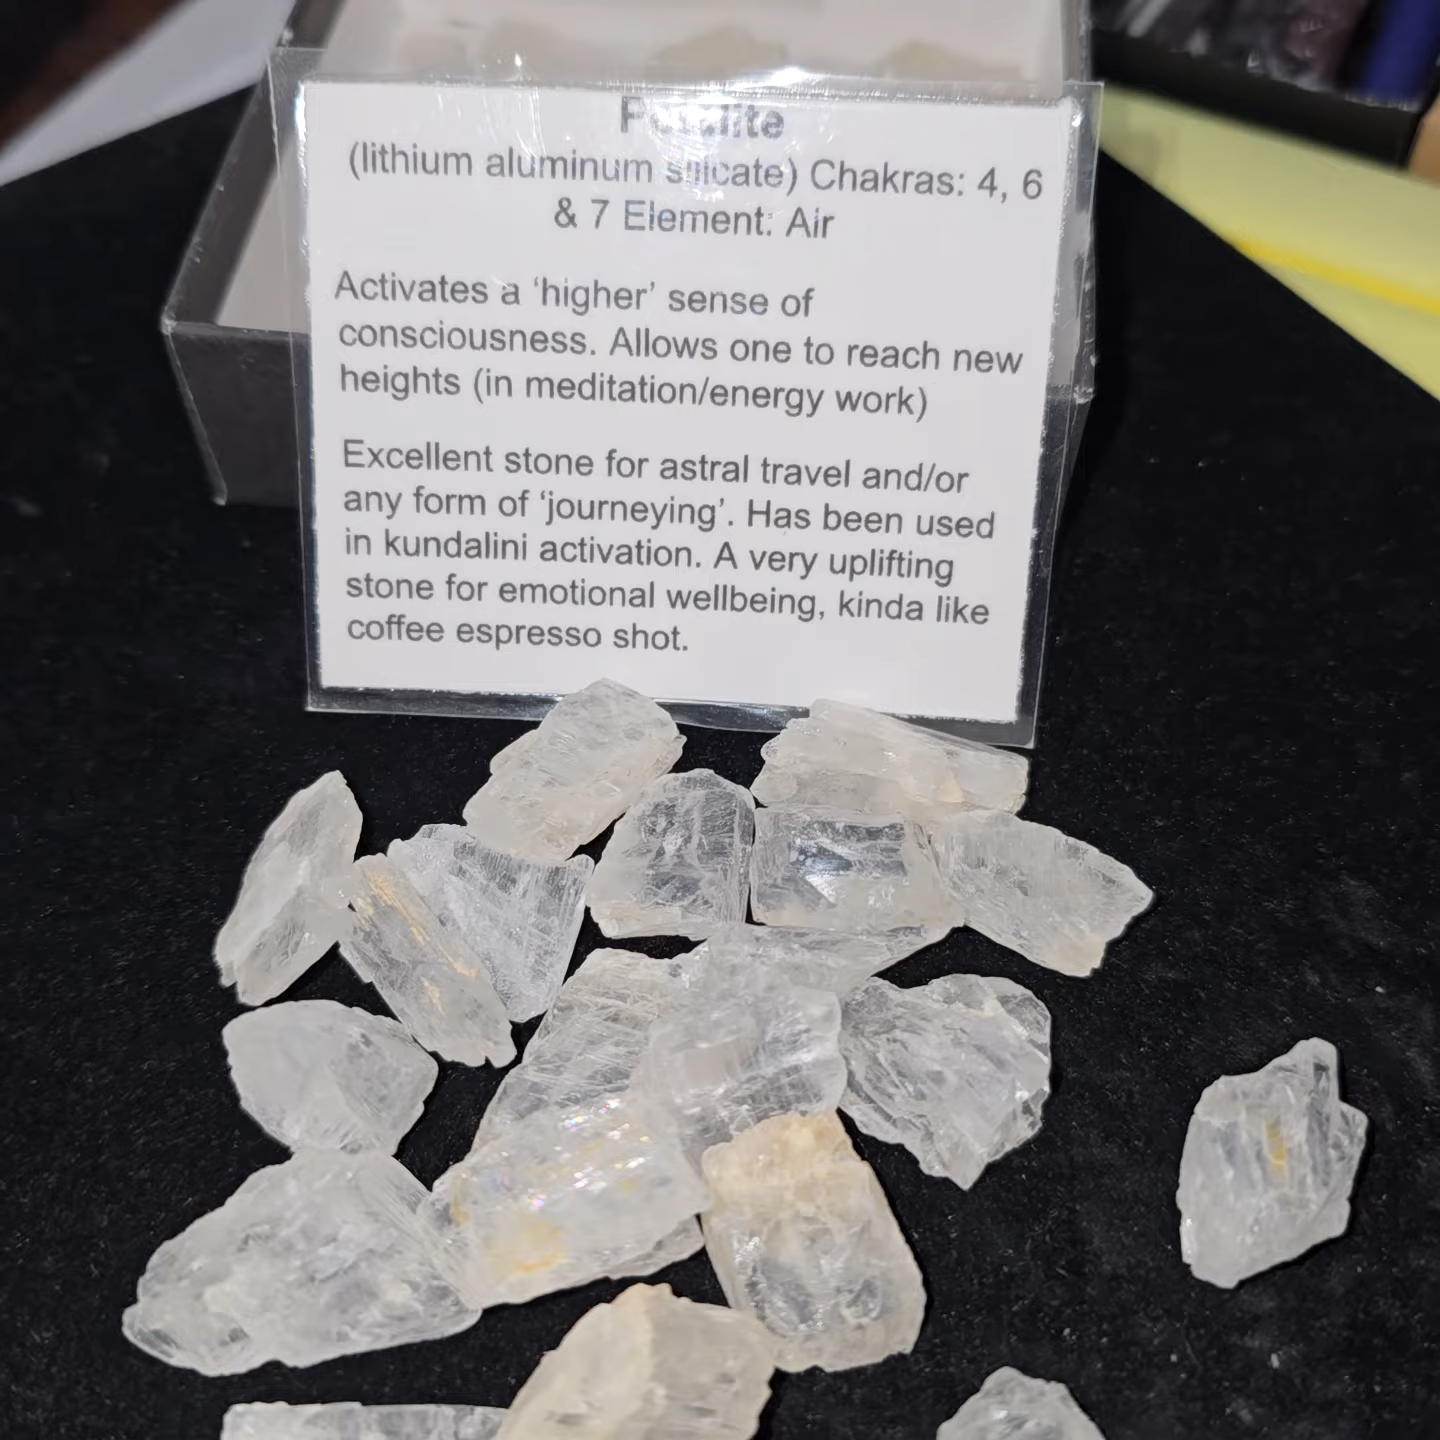 Petalite
(lithium aluminum silicate) Chakras: 4, 6
& 7 Element: Air
Activates a ‘higher’ sense of
consciousness. Allows one to reach new
heights (in meditation/energy work)
Excellent stone for astral travel and/or
any form of ‘journeying’. Has been used
in kundalini activation. A very uplifting
stone for emotional wellbeing, kinda like
coffee espresso shot.